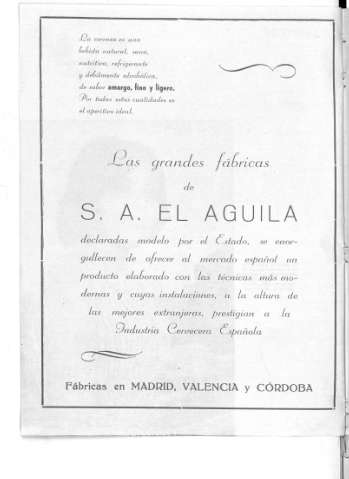 La cerveza es una
bebida natural, sana,
nutritiva, refrigerante
y débilmente alcohólica,
de sabor amargo, fino y ligero.
Por todas estas cualidades es
el aperitivo ideal.
Las grandes fábricas
de
S. A. EL AGUILA
declaradas modelo por el Estado, se enor-
gullecen de ofrecer al mercado español un
producto elaborado con las técnicas más mo-
dernas y cuyas instalaciones, a la altura de
las mejores extranjeras, prestigian a la
Industria Cervecera Española
Fábricas en MADRID, VALENCIA y CÓRDOBA